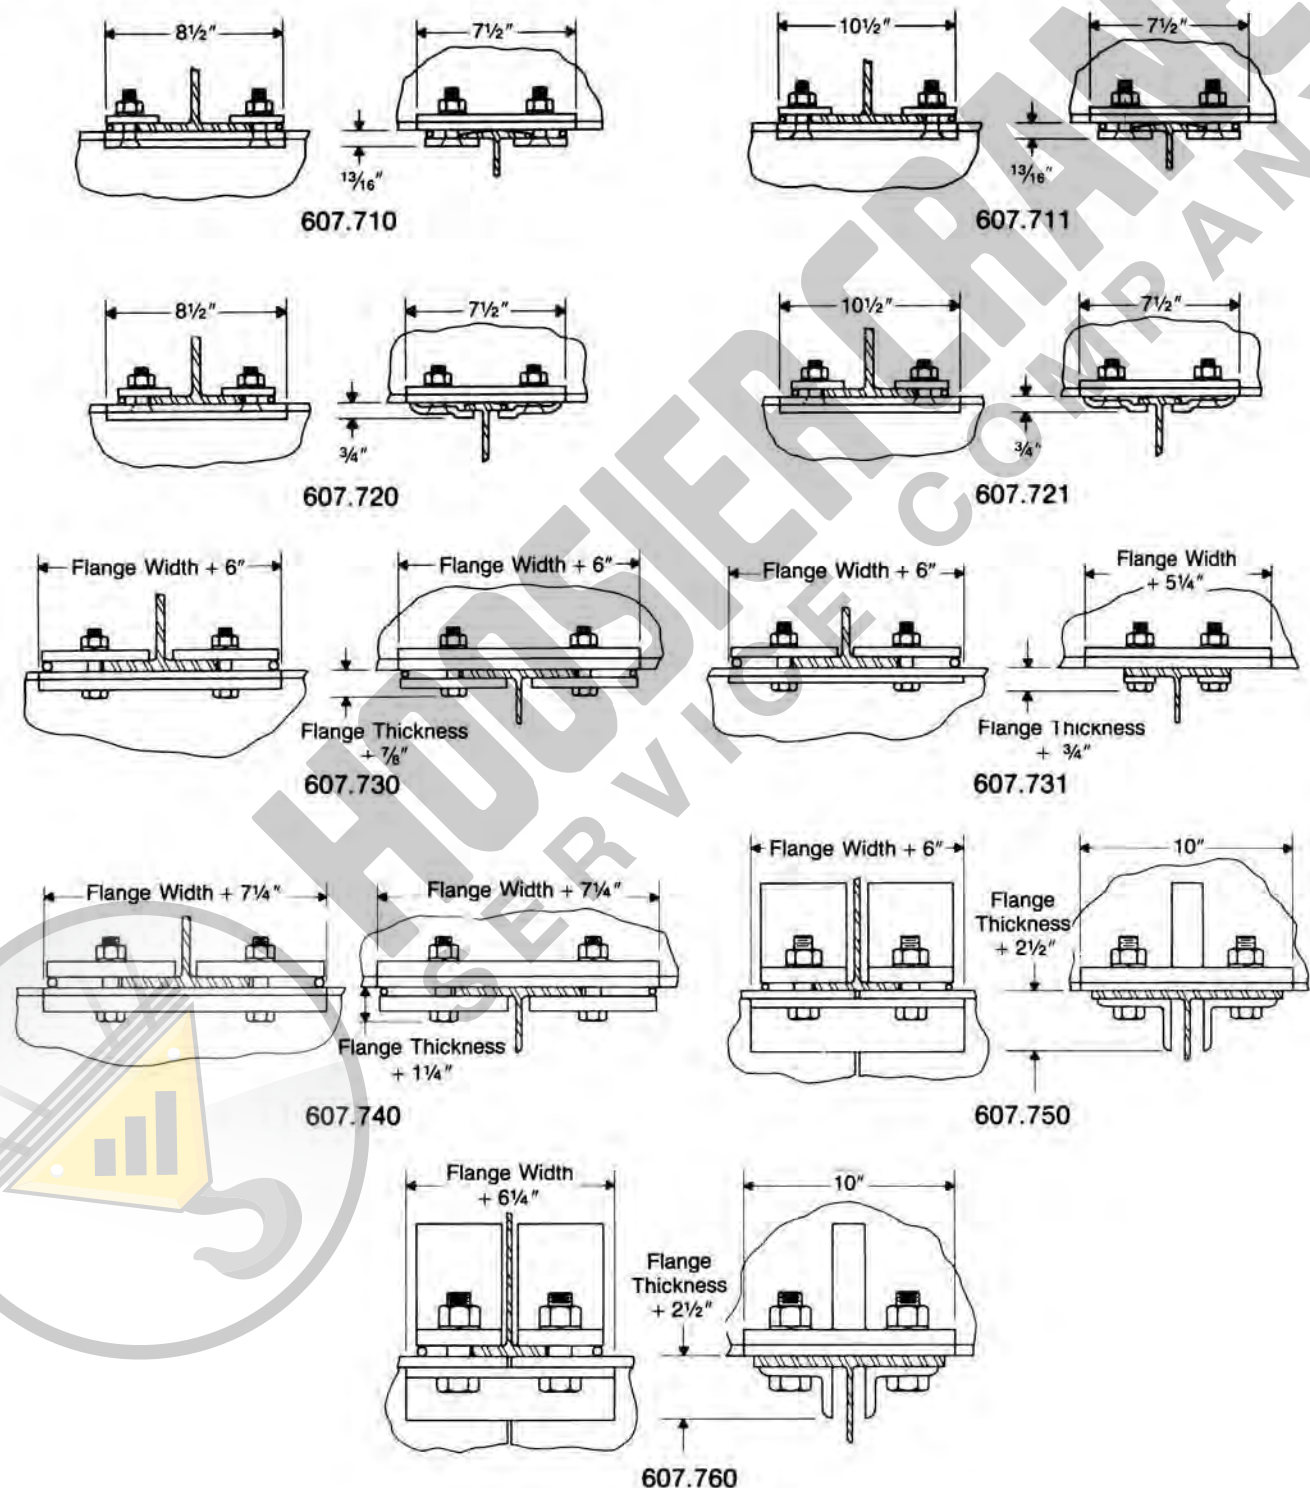 8½″
7½″
13/16″
607.710
10½″
7½″
13/16″
607.711
8½″
7½″
3/4″
607.720
10½″
7½″
3/4″
607.721
Flange Width + 6″
Flange Width + 6″
Flange Thickness
+ 7/8″
607.730
Flange Width + 6″
Flange Width
+ 5¼″
Flange Thickness
+ 3/4″
607.731
Flange Width + 7¼″
Flange Width + 7¼″
Flange Thickness
+ 1¼″
607.740
Flange Width + 6″
10″
Flange
Thickness
+ 2½″
607.750
Flange Width
+ 6¼″
10″
Flange
Thickness
+ 2½″
607.760
HOOSIER CRANE
SERVICE COMPANY